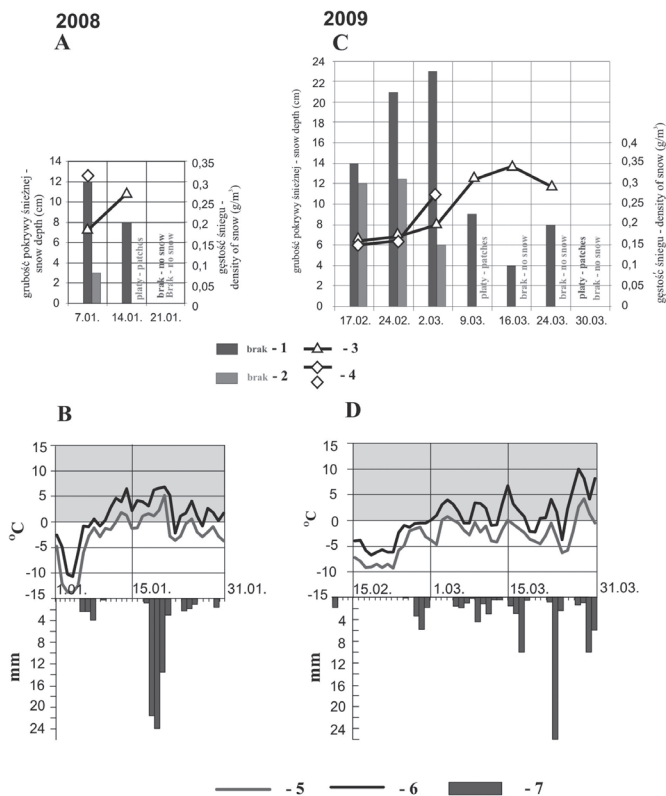 2008
A
grubość pokrywy śnieżnej -
snow depth (cm)
14
12
10
8
6
4
2
0
platy - patches
brak - no snow
Brak - no snow
0,35
0,3
0,25
0,2
0,15
0,1
0,05
0
gęstość śniegu -
density of snow (g/m³)
7.01. 14.01. 21.01.
2009
C
grubość pokrywy śnieżnej - snow depth (cm)
24
22
20
18
16
14
12
10
8
6
4
2
0
platy - patches
brak - no snow
brak - no snow
platy - patches
brak - no snow
0,4
0,35
0,3
0,25
0,2
0,15
0,1
0,05
0
gęstość śniegu - density of snow (g/m³)
17.02. 24.02. 2.03. 9.03. 16.03. 24.03. 30.03.
brak - 1
- 3
brak - 2
- 4
B
°C
15
10
5
0
-5
-10
-15
1.01. 15.01. 31.01.
mm
4
8
12
16
20
24
D
°C
15
10
5
0
-5
-10
-15
15.02. 1.03. 15.03. 31.03.
mm
4
8
12
16
20
24
- 5 - 6 - 7